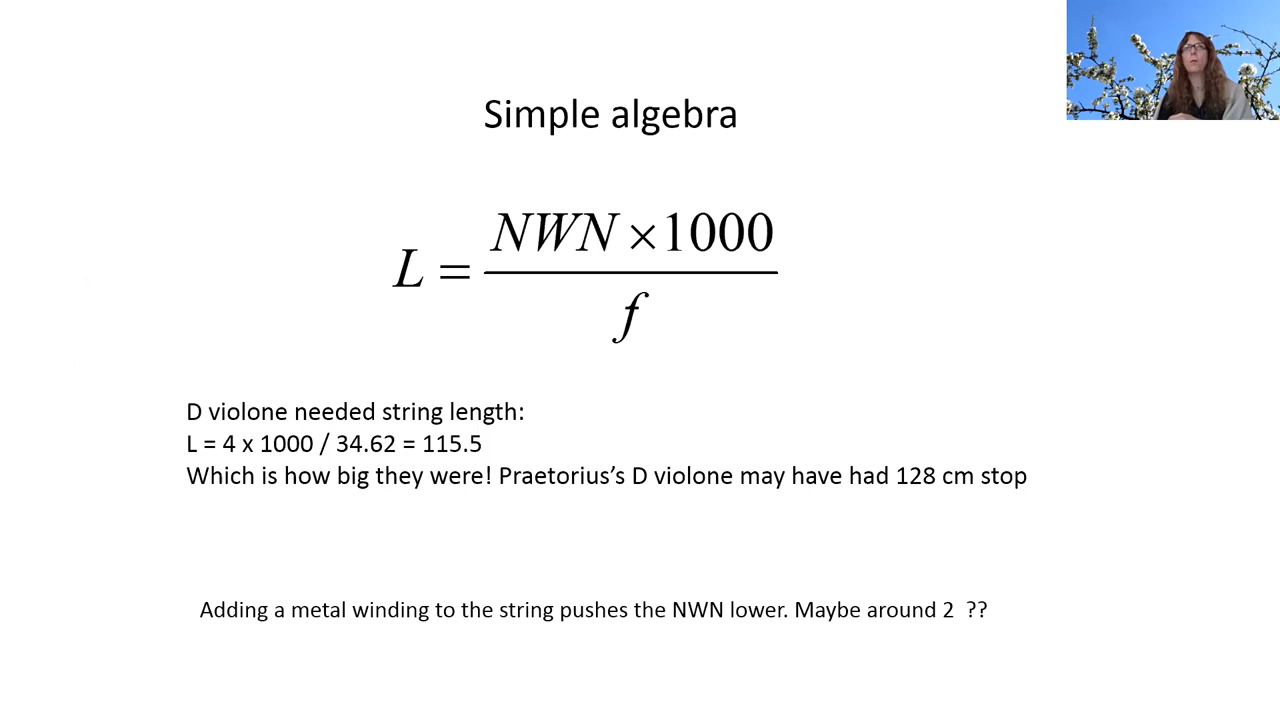 Simple algebra
L = NWN × 1000 / f
D violone needed string length:
L = 4 x 1000 / 34.62 = 115.5
Which is how big they were! Praetorius’s D violone may have had 128 cm stop
Adding a metal winding to the string pushes the NWN lower. Maybe around 2 ??